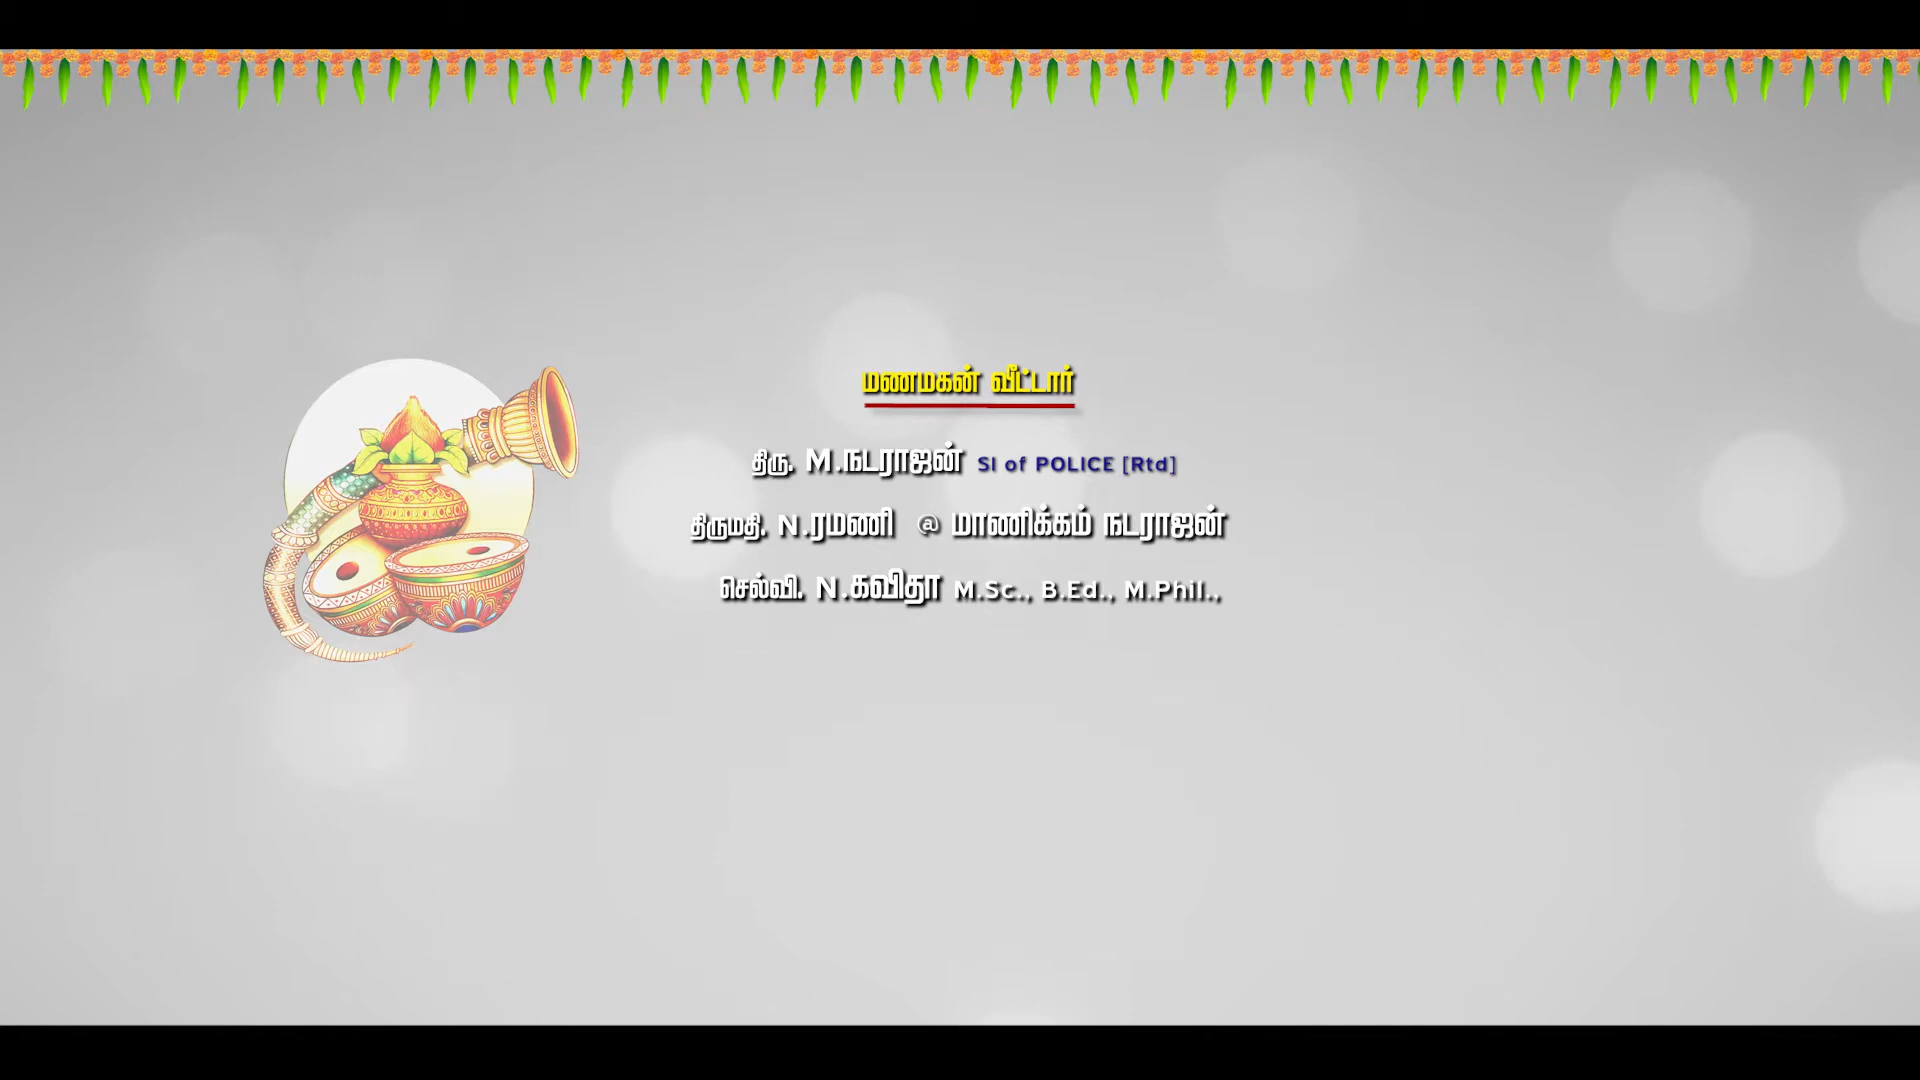 மணமகன் வீட்டார்
திரு. M.நடராஜன் SI of POLICE [Rtd]
திருமதி. N.ரமணி @ மாணிக்கம் நடராஜன்
செல்வி. N.கவிதா M.Sc., B.Ed., M.Phil.,